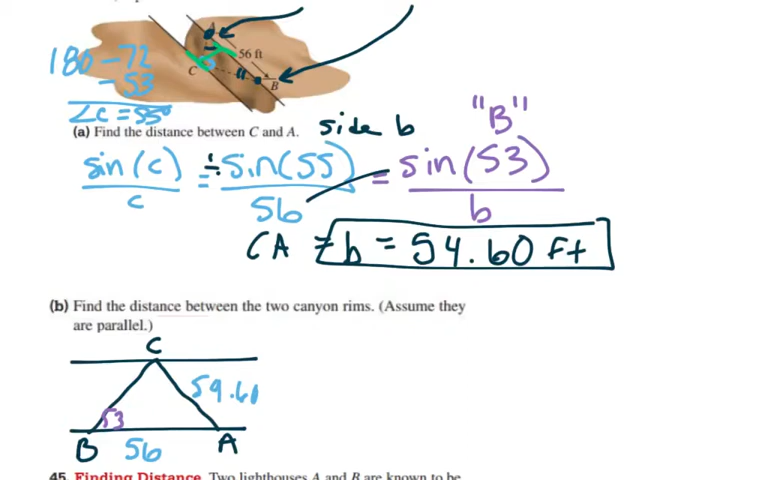 A
56 ft
180-72
- 53
C
B
∠C = 55°
(a) Find the distance between C and A. side b "B"
sin(C) ÷ sin(55) = sin(53)
c = 56 b
CA = b = 54.60 Ft
(b) Find the distance between the two canyon rims. (Assume they
are parallel.)
C
59.60
53
B 56 A
45. Finding Distance Two lighthouses A and B are known to be